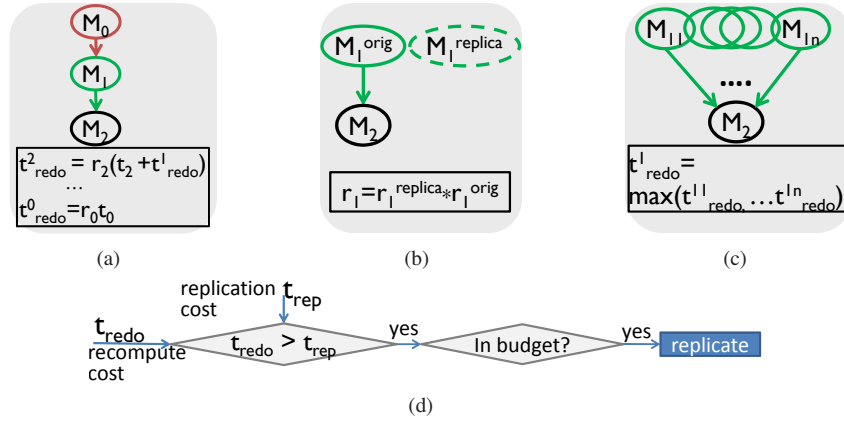 M₀
M₁
M₂
t²redo = r₂(t₂ +t¹redo)
...
t⁰redo=r₀t₀
(a)
M₁orig M₁replica
M₂
r₁=r₁replica*r₁orig
(b)
M₁₁ M₁ₙ
....
M₂
t¹redo=
max(t¹¹redo, ...t¹ⁿredo)
(c)
replication trep
cost
tredo
recompute
cost
tredo > trep
yes
In budget?
yes
replicate
(d)